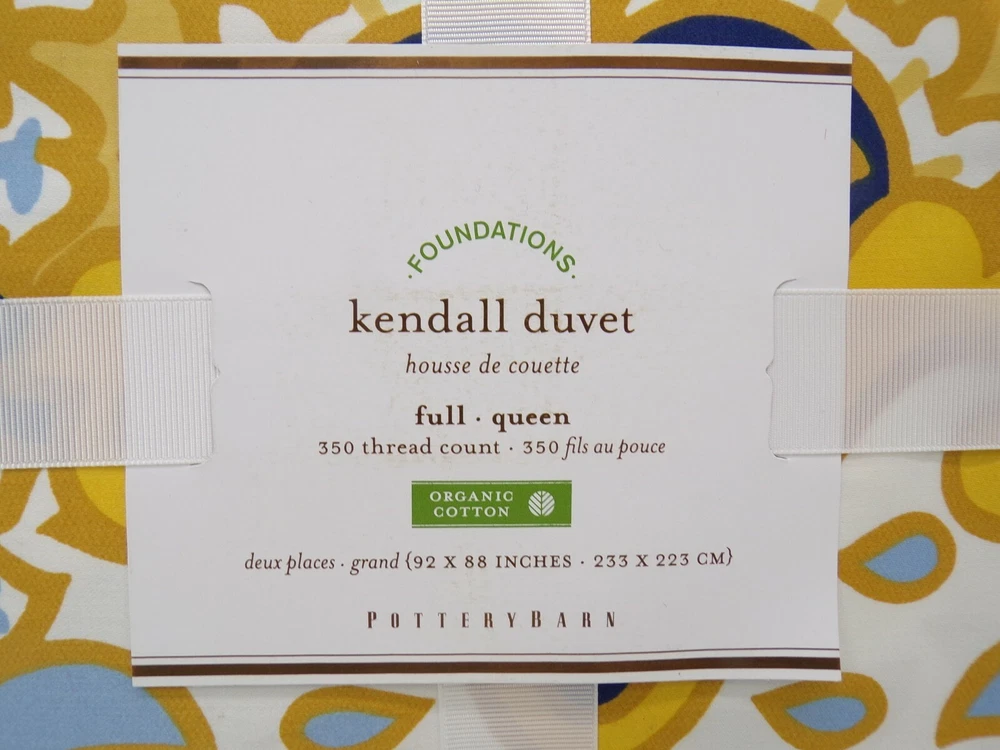 ·FOUNDATIONS·
kendall duvet
housse de couette
full · queen
350 thread count · 350 fils au pouce
ORGANIC
COTTON
deux places · grand {92 X 88 INCHES · 233 X 223 CM}
POTTERYBARN